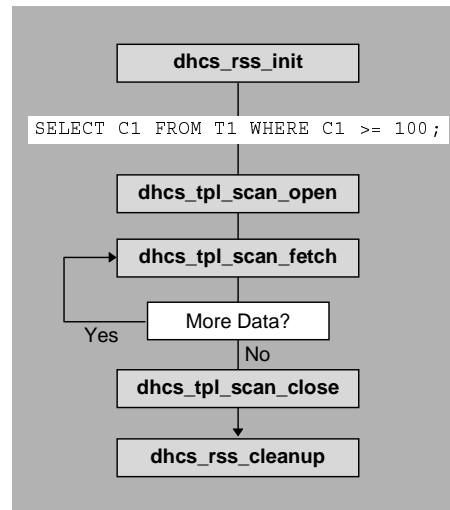 dhcs_rss_init
SELECT C1 FROM T1 WHERE C1 >= 100;
dhcs_tpl_scan_open
dhcs_tpl_scan_fetch
More Data?
Yes
No
dhcs_tpl_scan_close
dhcs_rss_cleanup